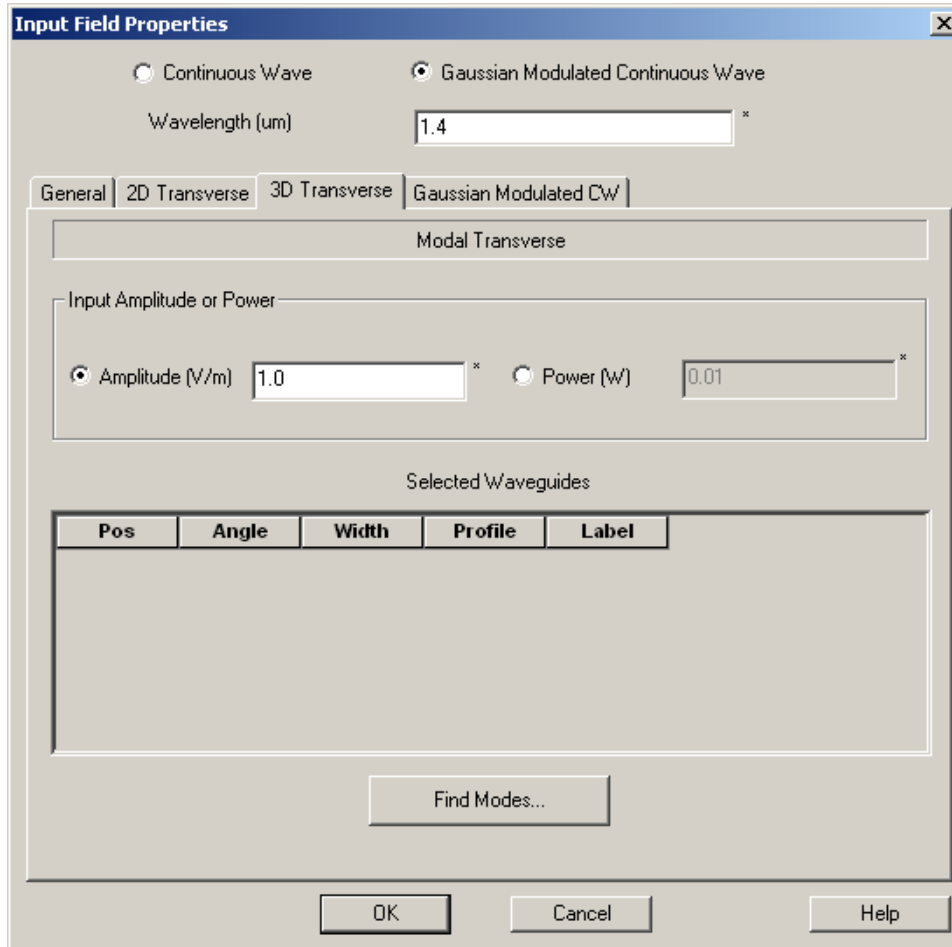 Input Field Properties
Continuous Wave Gaussian Modulated Continuous Wave
Wavelength (um) 1.4 *
General 2D Transverse 3D Transverse Gaussian Modulated CW
Modal Transverse
Input Amplitude or Power
Amplitude (V/m) 1.0 * Power (W) 0.01 *
Selected Waveguides
Pos Angle Width Profile Label
Find Modes...
OK Cancel Help